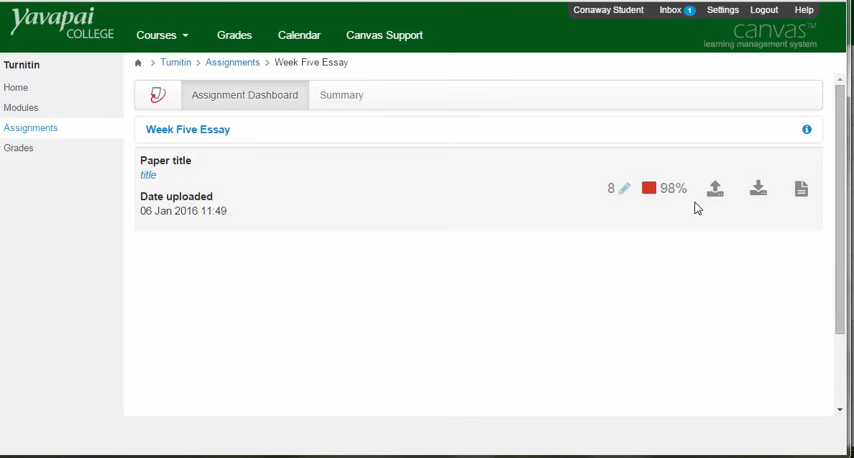 Yavapai COLLEGE
Courses Grades Calendar Canvas Support
Conaway Student Inbox 1 Settings Logout Help
canvas™
learning management system
Turnitin
Home
Modules
Assignments
Grades
> Turnitin > Assignments > Week Five Essay
Assignment Dashboard Summary
Week Five Essay
Paper title
title
Date uploaded
06 Jan 2016 11:49
8 98%